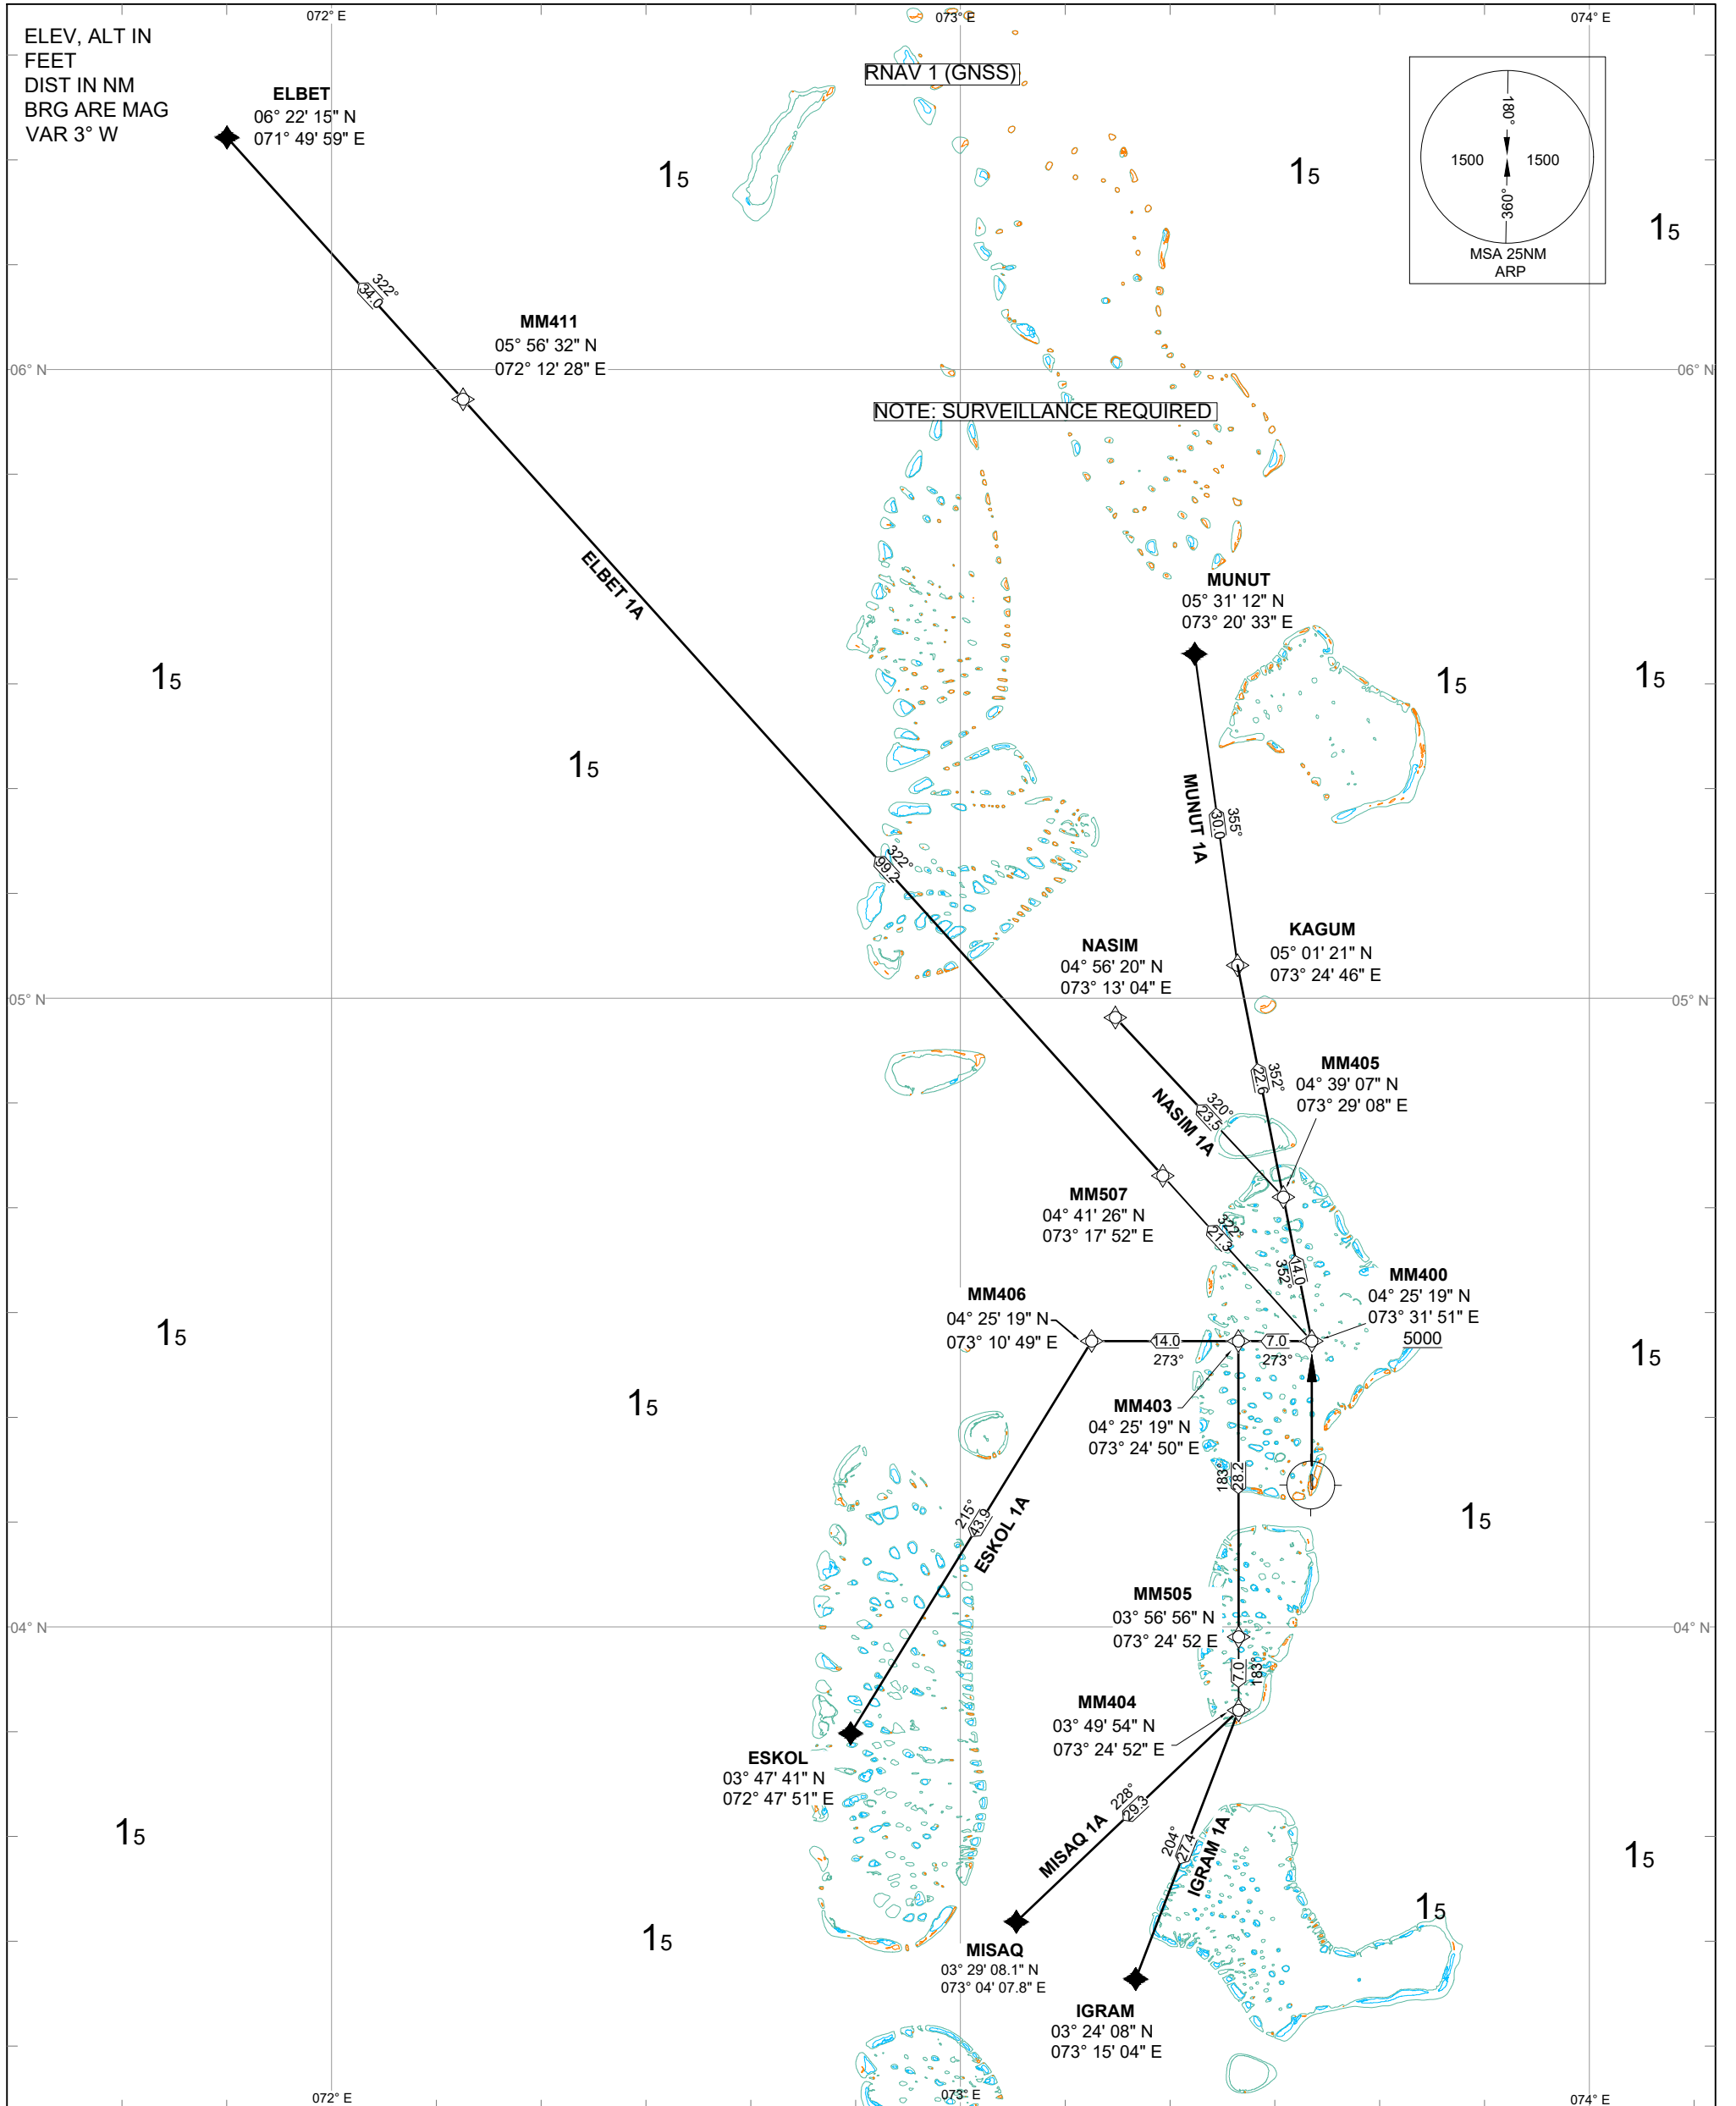 072° E
073° E
074° E
ELEV, ALT IN
FEET
DIST IN NM
BRG ARE MAG
VAR 3° W
RNAV 1 (GNSS)
180°
1500
1500
360°
MSA 25NM
ARP
ELBET
06° 22' 15" N
071° 49' 59" E
15
15
15
322°
34.0
MM411
05° 56' 32" N
072° 12' 28" E
06° N
06° N
NOTE: SURVEILLANCE REQUIRED
ELBET 1A
MUNUT
05° 31' 12" N
073° 20' 33" E
15
15
15
15
MUNUT 1A
355°
30.0
322°
99.2
KAGUM
05° 01' 21" N
073° 24' 46" E
NASIM
04° 56' 20" N
073° 13' 04" E
05° N
05° N
352°
22.6
MM405
04° 39' 07" N
073° 29' 08" E
320°
23.5
NASIM 1A
MM507
04° 41' 26" N
073° 17' 52" E
322°
21.3
14.0
352°
MM400
04° 25' 19" N
073° 31' 51" E
5000
MM406
04° 25' 19" N
073° 10' 49" E
14.0
273°
7.0
273°
15
15
15
MM403
04° 25' 19" N
073° 24' 50" E
183°
28.2
15
215°
43.9
ESKOL 1A
MM505
03° 56' 56" N
073° 24' 52 E
04° N
04° N
7.0
183°
MM404
03° 49' 54" N
073° 24' 52" E
ESKOL
03° 47' 41" N
072° 47' 51" E
228°
29.3
MISAQ 1A
204°
27.4
IGRAM 1A
15
15
15
15
MISAQ
03° 29' 08.1" N
073° 04' 07.8" E
IGRAM
03° 24' 08" N
073° 15' 04" E
072° E
073° E
074° E